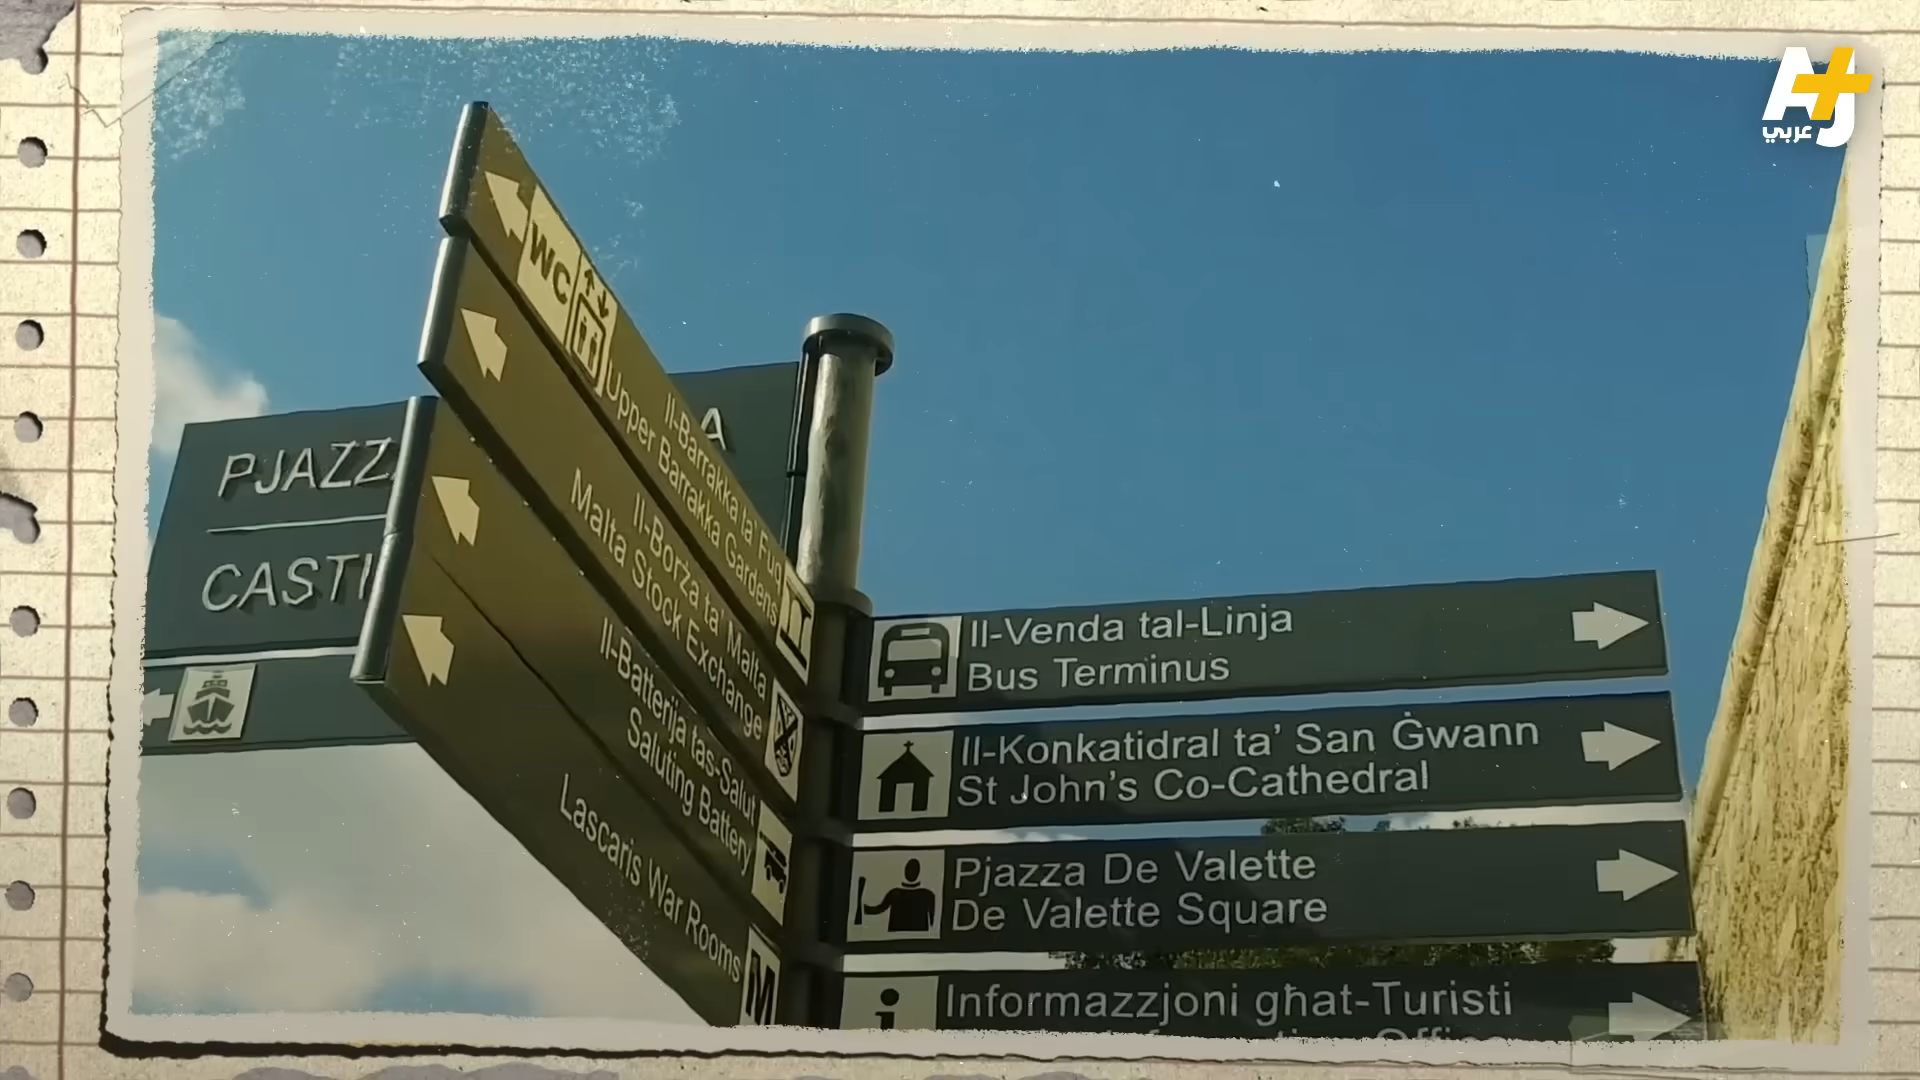 AJ+
عربي
WC
Il-Barrakka ta' Fuq
Upper Barrakka Gardens
Il-Borża ta' Malta
Malta Stock Exchange
Il-Batterija tas-Salut
Saluting Battery
Lascaris War Rooms
M
PJAZZA
CASTI
Il-Venda tal-Linja
Bus Terminus
Il-Konkatidral ta' San Ġwann
St John's Co-Cathedral
Pjazza De Valette
De Valette Square
i
Informazzjoni għat-Turisti